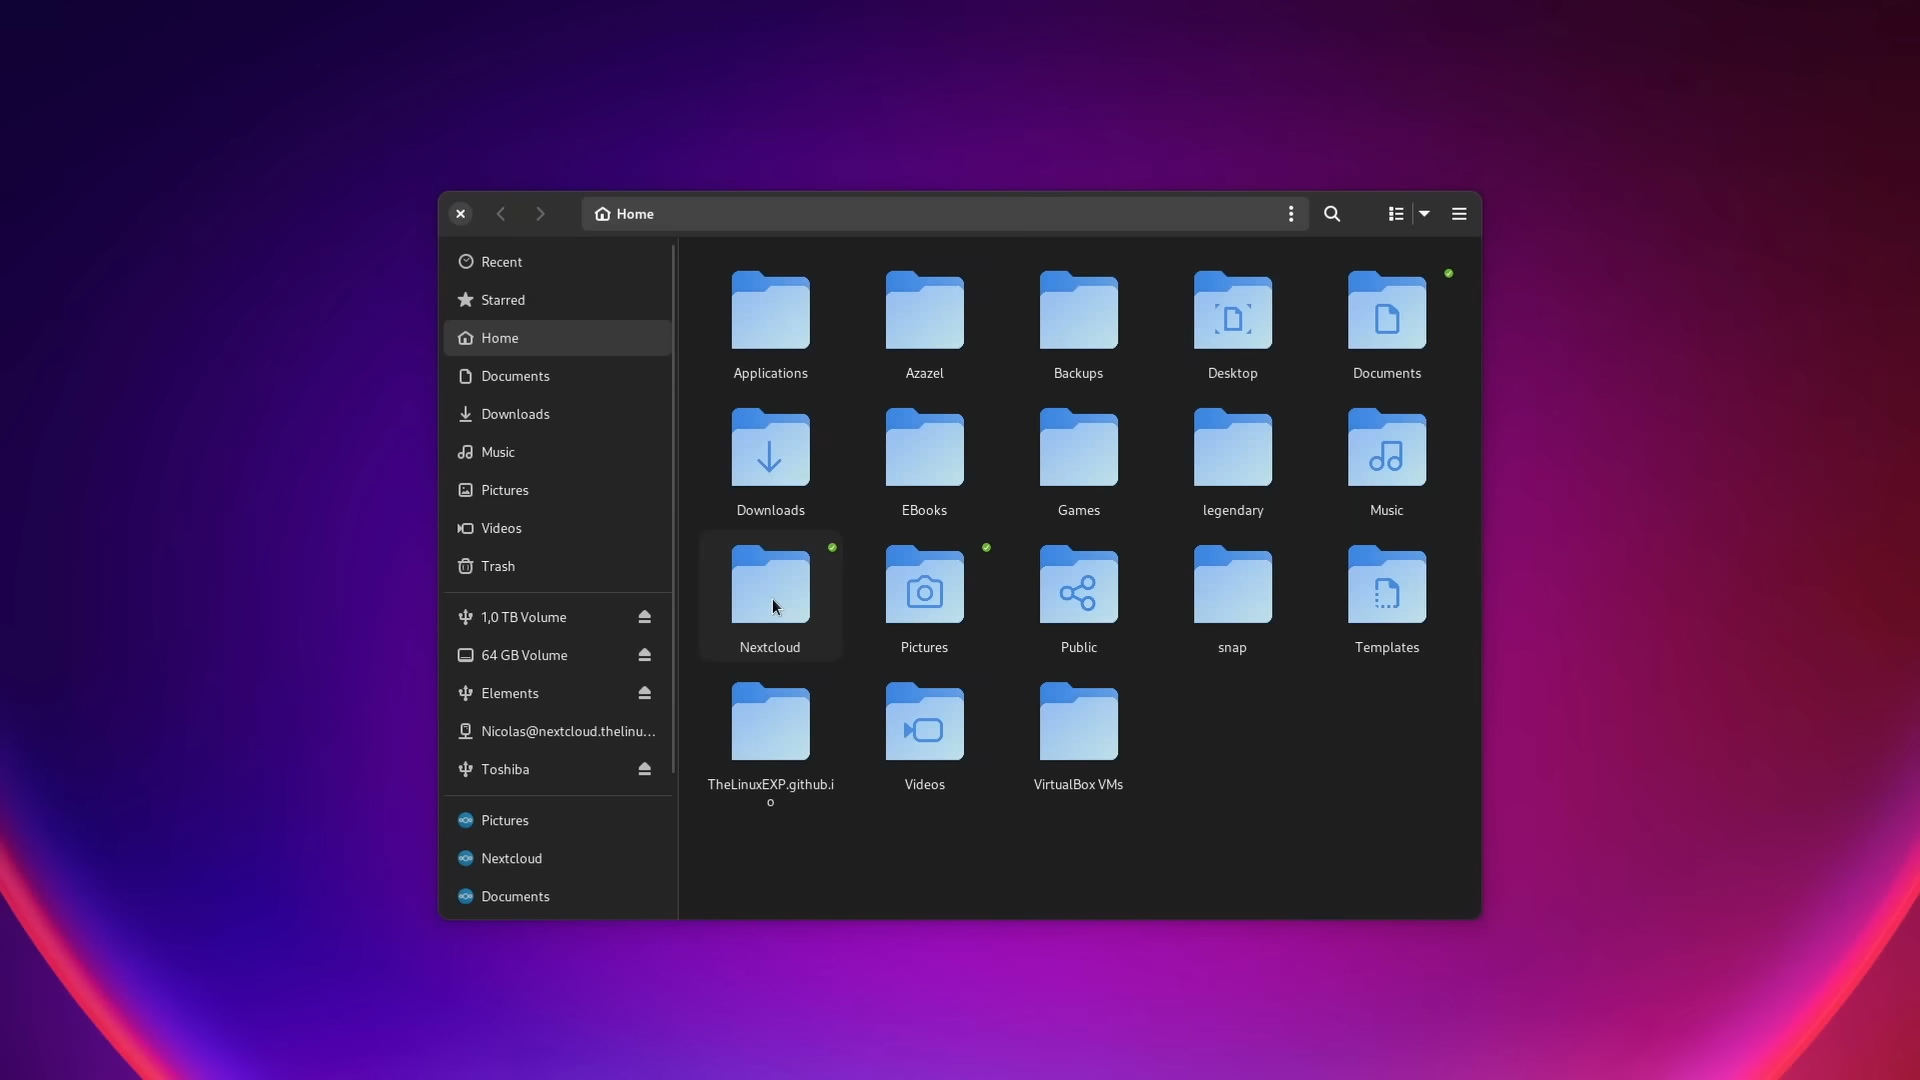 Home
Recent
Starred
Home
Documents
Downloads
Music
Pictures
Videos
Trash
1,0 TB Volume
64 GB Volume
Elements
Nicolas@nextcloud.thelinu...
Toshiba
Pictures
Nextcloud
Documents
Applications
Azazel
Backups
Desktop
Documents
Downloads
EBooks
Games
legendary
Music
Nextcloud
Pictures
Public
snap
Templates
TheLinuxEXP.github.i
o
Videos
VirtualBox VMs